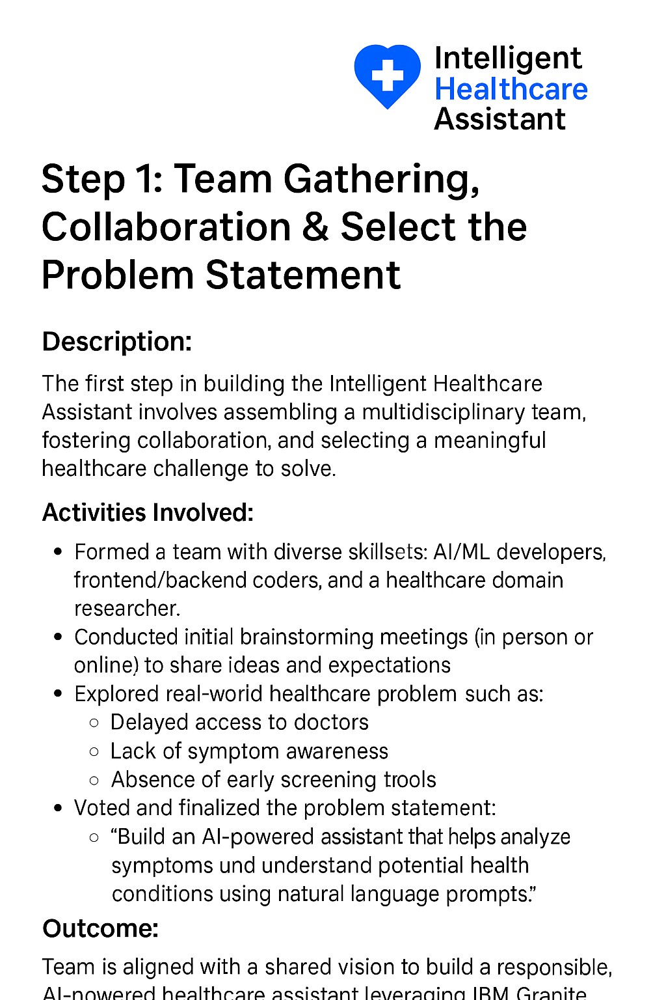 Intelligent
Healthcare
Assistant
Step 1: Team Gathering,
Collaboration & Select the
Problem Statement
Description:
The first step in building the Intelligent Healthcare
Assistant involves assembling a multidisciplinary team,
fostering collaboration, and selecting a meaningful
healthcare challenge to solve.
Activities Involved:
• Formed a team with diverse skillsets: AI/ML developers,
frontend/backend coders, and a healthcare domain
researcher.
• Conducted initial brainstorming meetings (in person or
online) to share ideas and expectations
• Explored real-world healthcare problem such as:
○ Delayed access to doctors
○ Lack of symptom awareness
○ Absence of early screening trools
• Voted and finalized the problem statement:
○ “Build an AI-powered assistant that helps analyze
symptoms und understand potential health
conditions using natural language prompts.”
Outcome:
Team is aligned with a shared vision to build a responsible,
AI-powered healthcare assistant leveraging IBM Granite